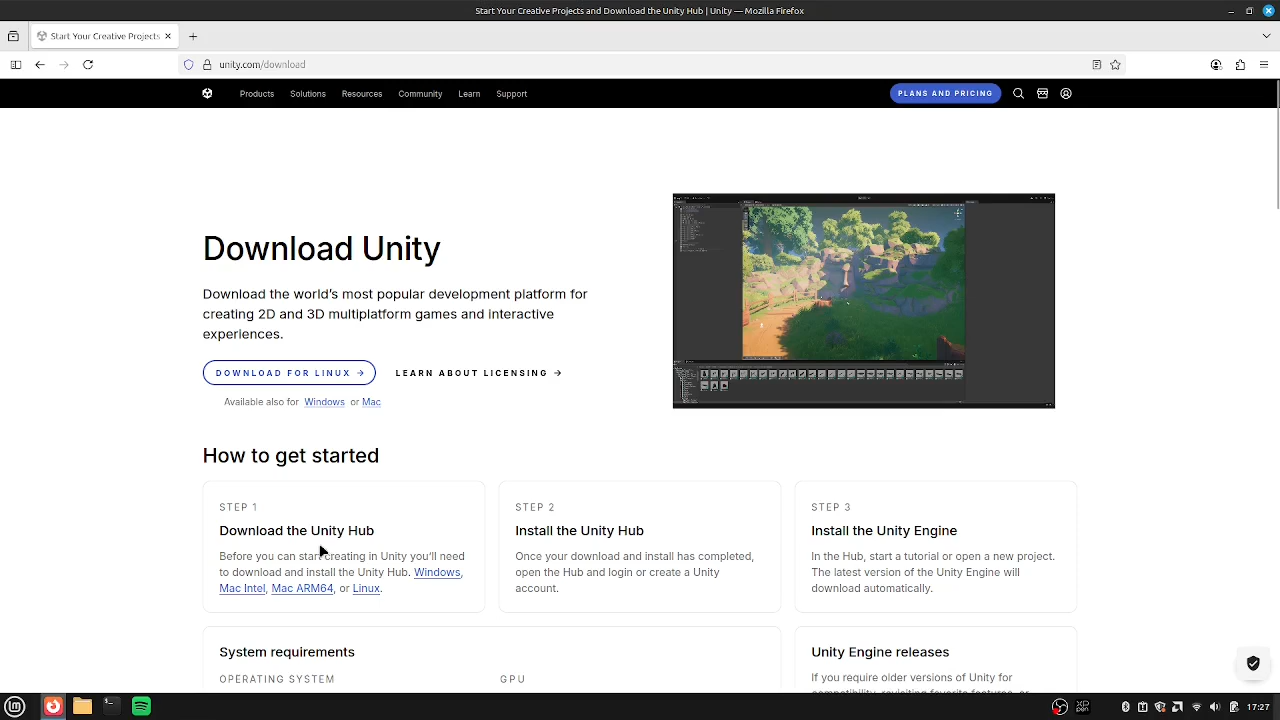 Start Your Creative Projects and Download the Unity Hub | Unity — Mozilla Firefox
Start Your Creative Projects
unity.com/download
Products Solutions Resources Community Learn Support PLANS AND PRICING
Download Unity
Download the world's most popular development platform for
creating 2D and 3D multiplatform games and interactive
experiences.
DOWNLOAD FOR LINUX → LEARN ABOUT LICENSING →
Available also for Windows or Mac
How to get started
STEP 1
Download the Unity Hub
Before you can start creating in Unity you'll need
to download and install the Unity Hub. Windows,
Mac Intel, Mac ARM64, or Linux.
STEP 2
Install the Unity Hub
Once your download and install has completed,
open the Hub and login or create a Unity
account.
STEP 3
Install the Unity Engine
In the Hub, start a tutorial or open a new project.
The latest version of the Unity Engine will
download automatically.
System requirements
OPERATING SYSTEM GPU
Unity Engine releases
If you require older versions of Unity for
compatibility, revisiting favorite features, or
17:27